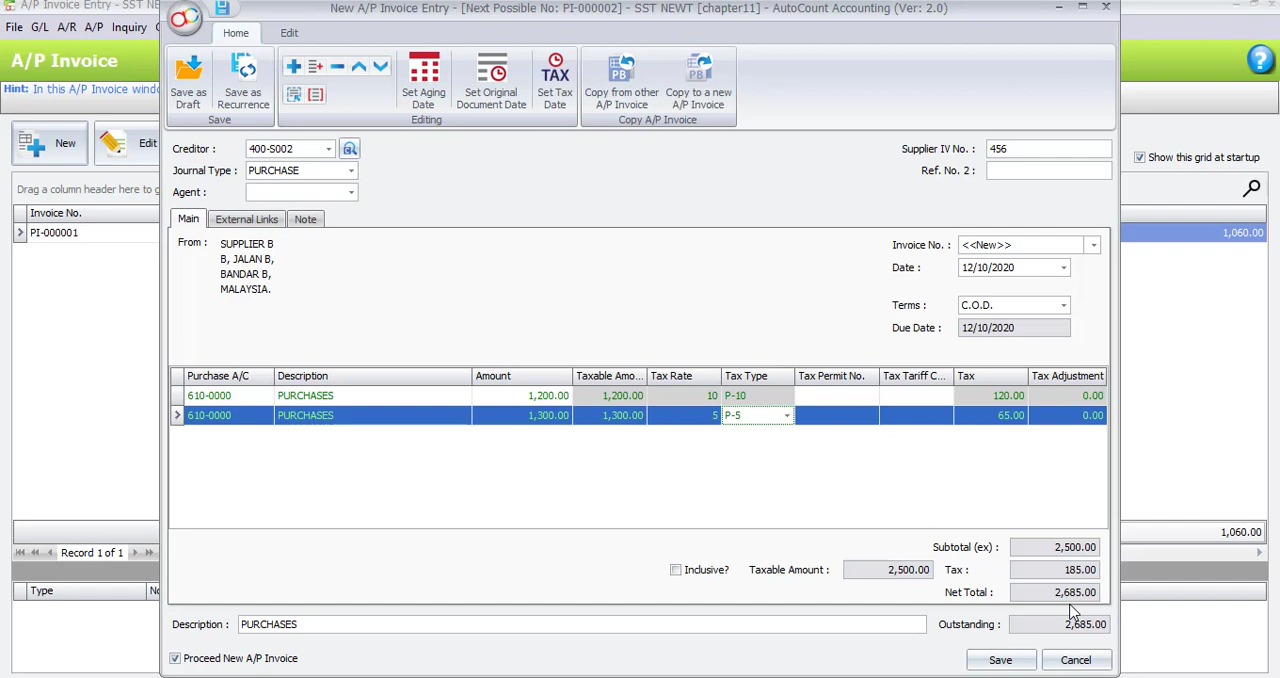 A/P Invoice Entry - SST NEWT
New A/P Invoice Entry - [Next Possible No: PI-000002] - SST NEWT [chapter11] - AutoCount Accounting (Ver: 2.0)
File G/L A/R A/P Inquiry
Home Edit
A/P Invoice
Hint: In this A/P Invoice windo
Save as Draft
Save as Recurrence
Set Aging Date
Set Original Document Date
TAX
Set Tax Date
PB
Copy from other A/P Invoice
PB
Copy to a new A/P Invoice
Save
Editing
Copy A/P Invoice
New
Edit
Show this grid at startup
Creditor : 400-S002
Supplier IV No. : 456
Journal Type : PURCHASE
Ref. No. 2 :
Agent :
Drag a column header here to g
Main External Links Note
Invoice No.
PI-000001
1,060.00
From : SUPPLIER B
B, JALAN B,
BANDAR B,
MALAYSIA.
Invoice No. : <<New>>
Date : 12/10/2020
Terms : C.O.D.
Due Date : 12/10/2020
Purchase A/C Description Amount Taxable Amo... Tax Rate Tax Type Tax Permit No. Tax Tariff C... Tax Tax Adjustment
610-0000 PURCHASES 1,200.00 1,200.00 10 P-10 120.00 0.00
610-0000 PURCHASES 1,300.00 1,300.00 5 P-5 65.00 0.00
1,060.00
Record 1 of 1
Subtotal (ex) : 2,500.00
Inclusive? Taxable Amount : 2,500.00 Tax : 185.00
Type
Net Total : 2,685.00
Description : PURCHASES
Outstanding : 2,685.00
Proceed New A/P Invoice
Save
Cancel